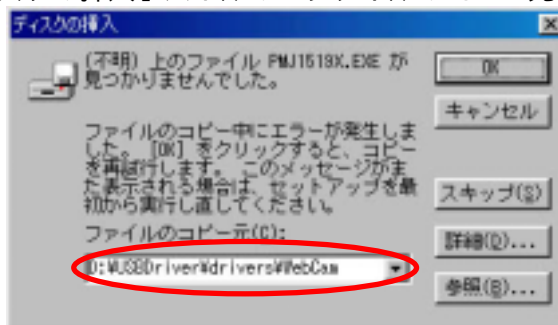 ディスクの挿入
(不明) 上のファイル PMJ1519X.EXE が
見つかりませんでした。
OK
キャンセル
ファイルのコピー中にエラーが発生しま
した。 [OK] をクリックすると、コピー
を再試行します。 このメッセージがま
た表示される場合は、セットアップを最
初から実行し直してください。
スキップ(S)
ファイルのコピー元(C):
詳細(D)...
D:¥USBDriver¥drivers¥WebCam
参照(B)...